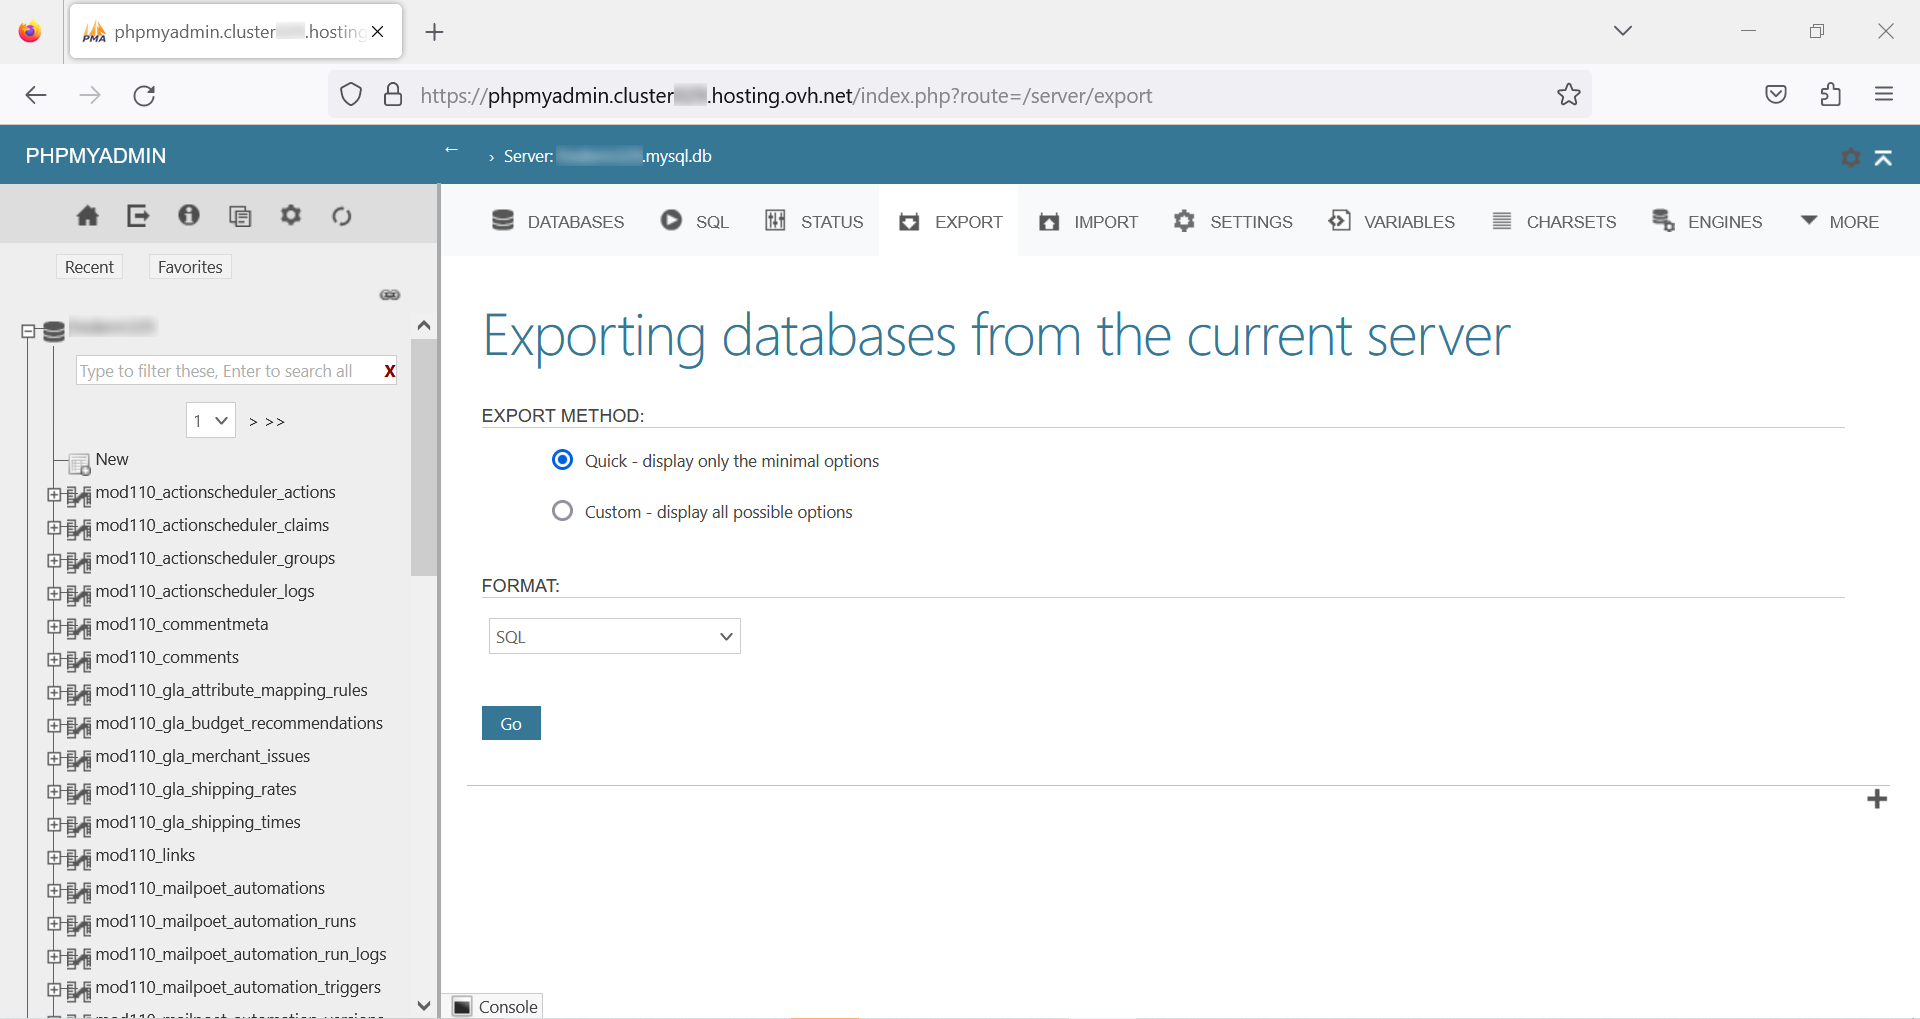 PMA phpmyadmin.cluster .hosting
https://phpmyadmin.cluster .hosting.ovh.net/index.php?route=/server/export
PHPMYADMIN
← › Server: .mysql.db
DATABASES SQL STATUS EXPORT IMPORT SETTINGS VARIABLES CHARSETS ENGINES MORE
Recent Favorites
Type to filter these, Enter to search all X
1 > >>
New
mod110_actionscheduler_actions
mod110_actionscheduler_claims
mod110_actionscheduler_groups
mod110_actionscheduler_logs
mod110_commentmeta
mod110_comments
mod110_gla_attribute_mapping_rules
mod110_gla_budget_recommendations
mod110_gla_merchant_issues
mod110_gla_shipping_rates
mod110_gla_shipping_times
mod110_links
mod110_mailpoet_automations
mod110_mailpoet_automation_runs
mod110_mailpoet_automation_run_logs
mod110_mailpoet_automation_triggers
Exporting databases from the current server
EXPORT METHOD:
Quick - display only the minimal options
Custom - display all possible options
FORMAT:
SQL
Go
Console